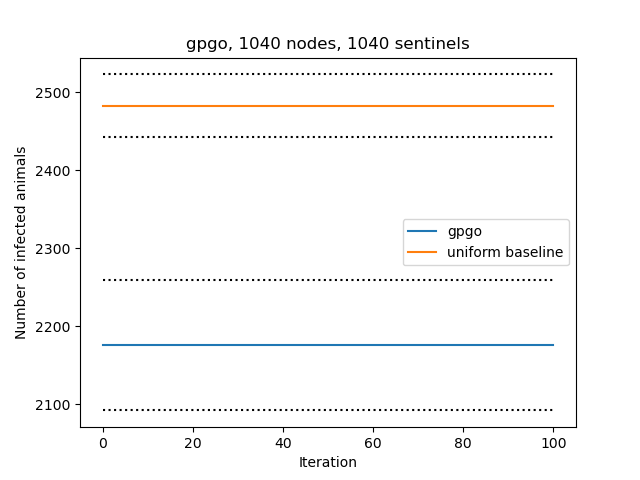 gpgo, 1040 nodes, 1040 sentinels
Number of infected animals
2500
2400
2300
2200
2100
gpgo
uniform baseline
0 20 40 60 80 100
Iteration